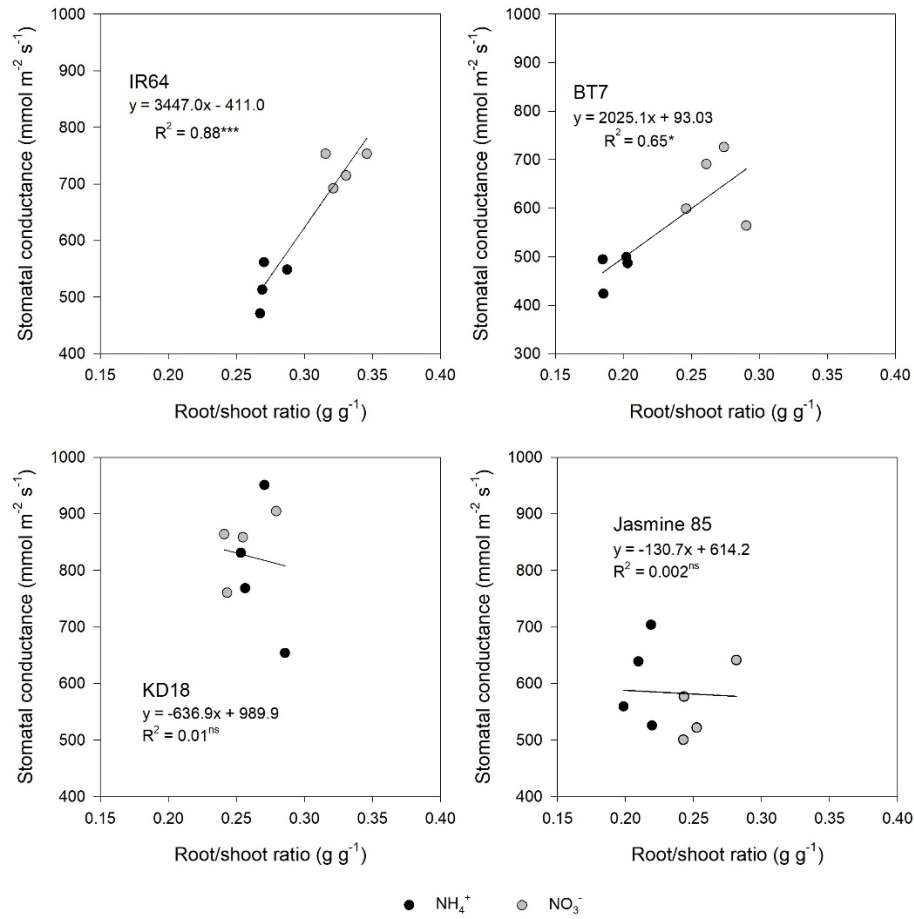 1000
900
800
700
600
500
400
Stomatal conductance (mmol m⁻² s⁻¹)
IR64
y = 3447.0x - 411.0
R² = 0.88***
0.15 0.20 0.25 0.30 0.35 0.40
Root/shoot ratio (g g⁻¹)
1000
900
800
700
600
500
400
300
Stomatal conductance (mmol m⁻² s⁻¹)
BT7
y = 2025.1x + 93.03
R² = 0.65*
0.15 0.20 0.25 0.30 0.35 0.40
Root/shoot ratio (g g⁻¹)
1000
900
800
700
600
500
400
Stomatal conductance (mmol m⁻² s⁻¹)
KD18
y = -636.9x + 989.9
R² = 0.01ⁿˢ
0.15 0.20 0.25 0.30 0.35 0.40
Root/shoot ratio (g g⁻¹)
1000
900
800
700
600
500
400
Stomatal conductance (mmol m⁻² s⁻¹)
Jasmine 85
y = -130.7x + 614.2
R² = 0.002ⁿˢ
0.15 0.20 0.25 0.30 0.35 0.40
Root/shoot ratio (g g⁻¹)
NH₄⁺ NO₃⁻